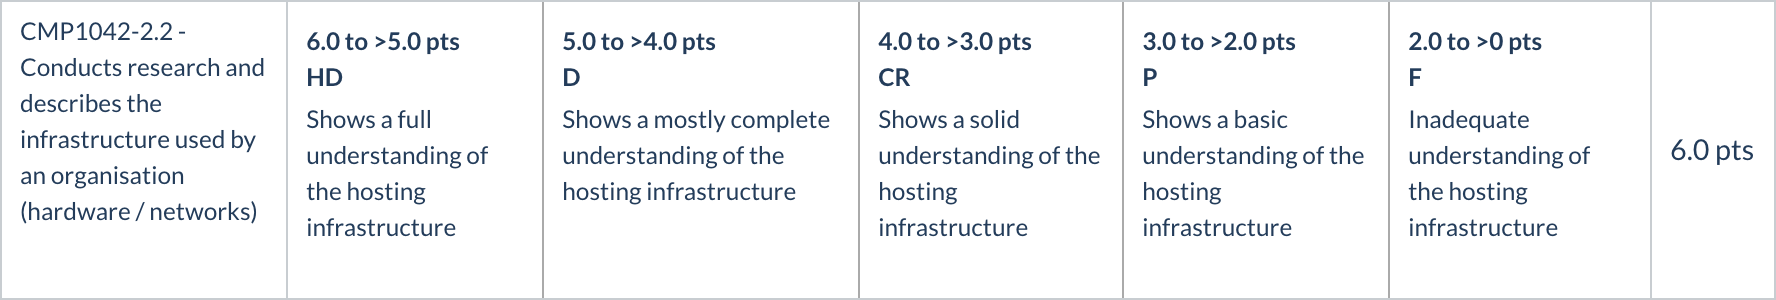 CMP1042-2.2 -
Conducts research and
describes the
infrastructure used by
an organisation
(hardware / networks)
6.0 to >5.0 pts
HD
Shows a full
understanding of
the hosting
infrastructure
5.0 to >4.0 pts
D
Shows a mostly complete
understanding of the
hosting infrastructure
4.0 to >3.0 pts
CR
Shows a solid
understanding of the
hosting
infrastructure
3.0 to >2.0 pts
P
Shows a basic
understanding of the
hosting
infrastructure
2.0 to >0 pts
F
Inadequate
understanding of
the hosting
infrastructure
6.0 pts